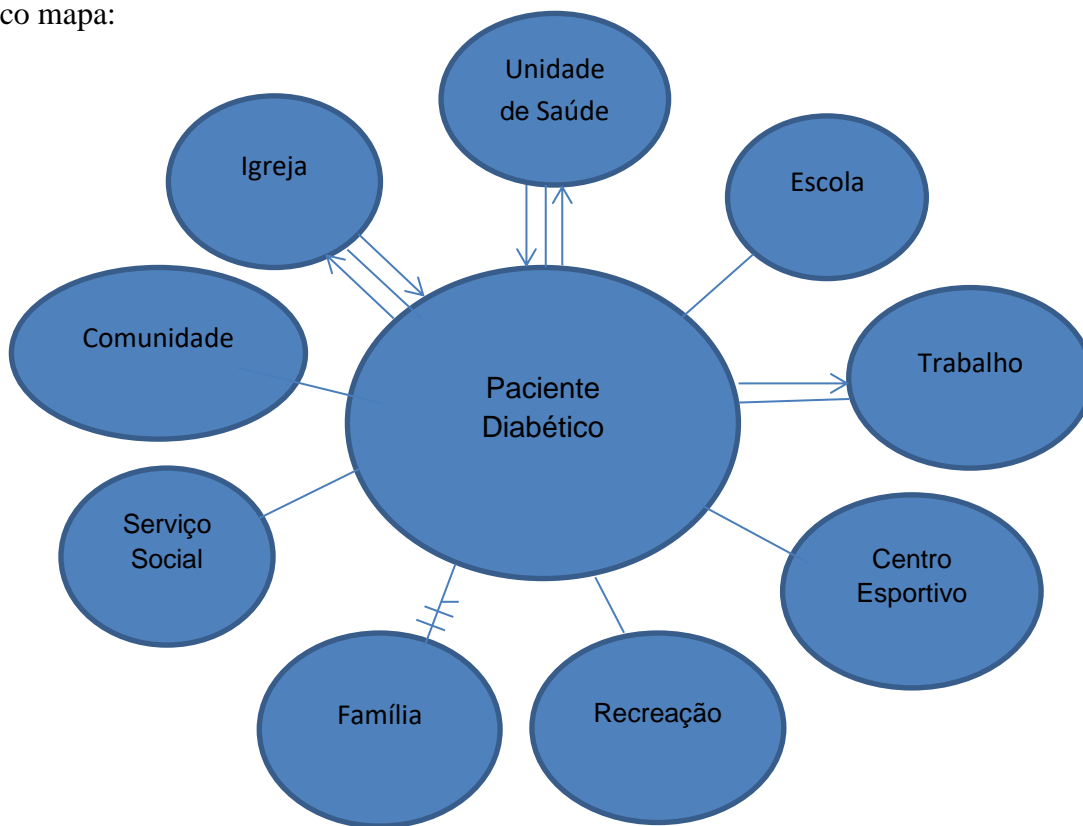 co mapa:
Unidade
de Saúde
Igreja
Escola
Comunidade
Trabalho
Paciente
Diabético
Serviço
Social
Centro
Esportivo
Família
Recreação